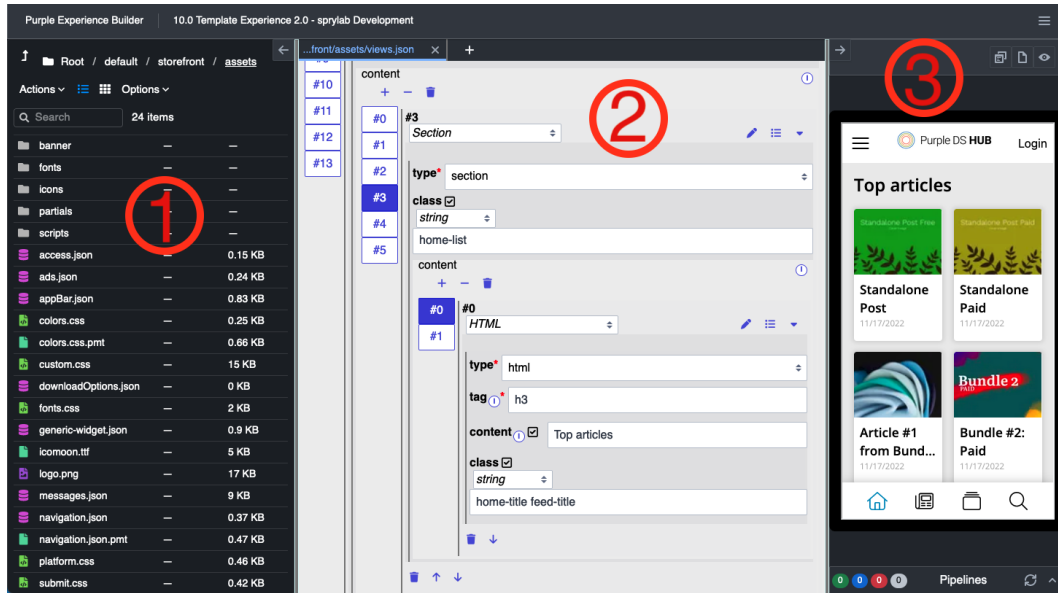 Purple Experience Builder
10.0 Template Experience 2.0 - sprylab Development
Root / default / storefront / assets
Actions
Options
Search
24 items
banner — —
fonts — —
icons — —
partials — —
scripts — —
access.json — 0.15 KB
ads.json — 0.24 KB
appBar.json — 0.83 KB
colors.css — 0.25 KB
colors.css.pmt — 0.66 KB
custom.css — 15 KB
downloadOptions.json — 0 KB
fonts.css — 2 KB
generic-widget.json — 0.9 KB
icomoon.ttf — 5 KB
logo.png — 17 KB
messages.json — 9 KB
navigation.json — 0.37 KB
navigation.json.pmt — 0.47 KB
platform.css — 0.46 KB
submit.css — 0.42 KB
1
...front/assets/views.json
#10
#11
#12
#13
content
#0
#1
#2
#3
#4
#5
#3
Section
type* section
class
string
home-list
content
#0
#1
#0
HTML
type* html
tag * h3
content Top articles
class
string
home-title feed-title
2
3
Purple DS HUB
Login
Top articles
Standalone Post Free
Standalone Post Paid
Standalone
Post
11/17/2022
Standalone
Paid
11/17/2022
Bundle 2
PAID
Article #1
from Bund...
11/17/2022
Bundle #2:
Paid
11/17/2022
0 0 0 0
Pipelines